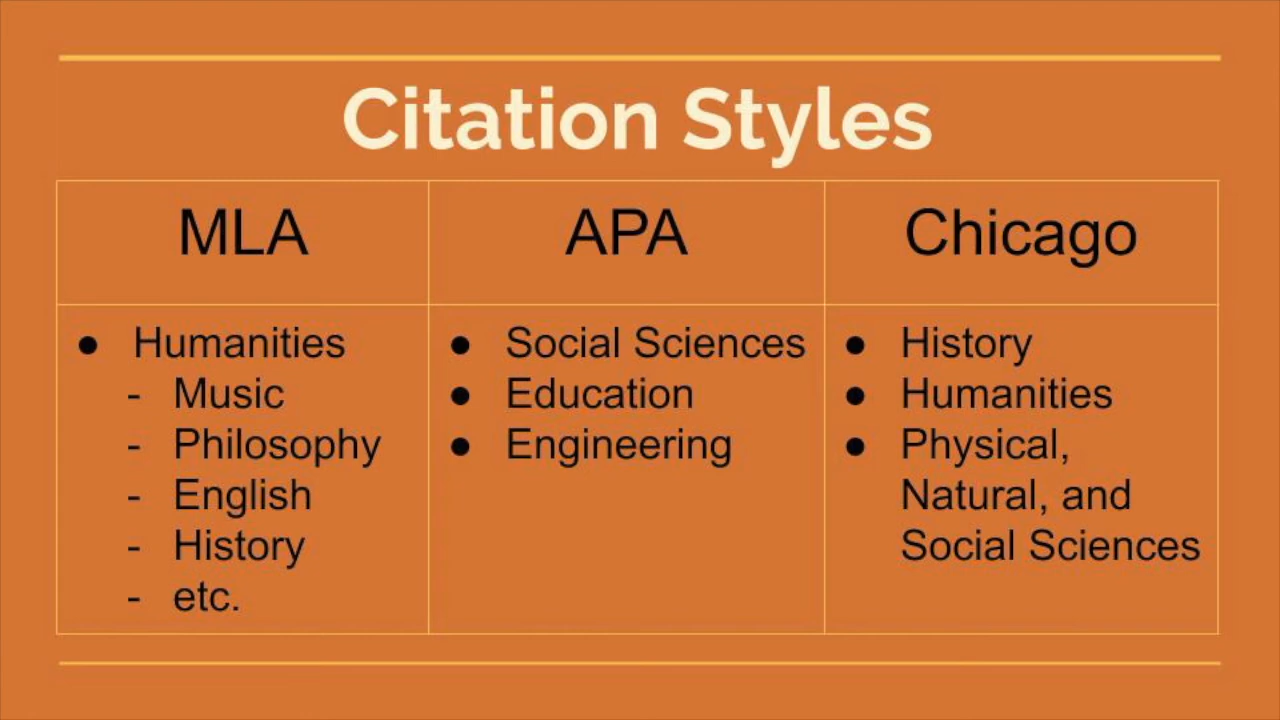 Citation Styles
MLA
APA
Chicago
● Humanities
- Music
- Philosophy
- English
- History
- etc.
● Social Sciences
● Education
● Engineering
● History
● Humanities
● Physical,
Natural, and
Social Sciences